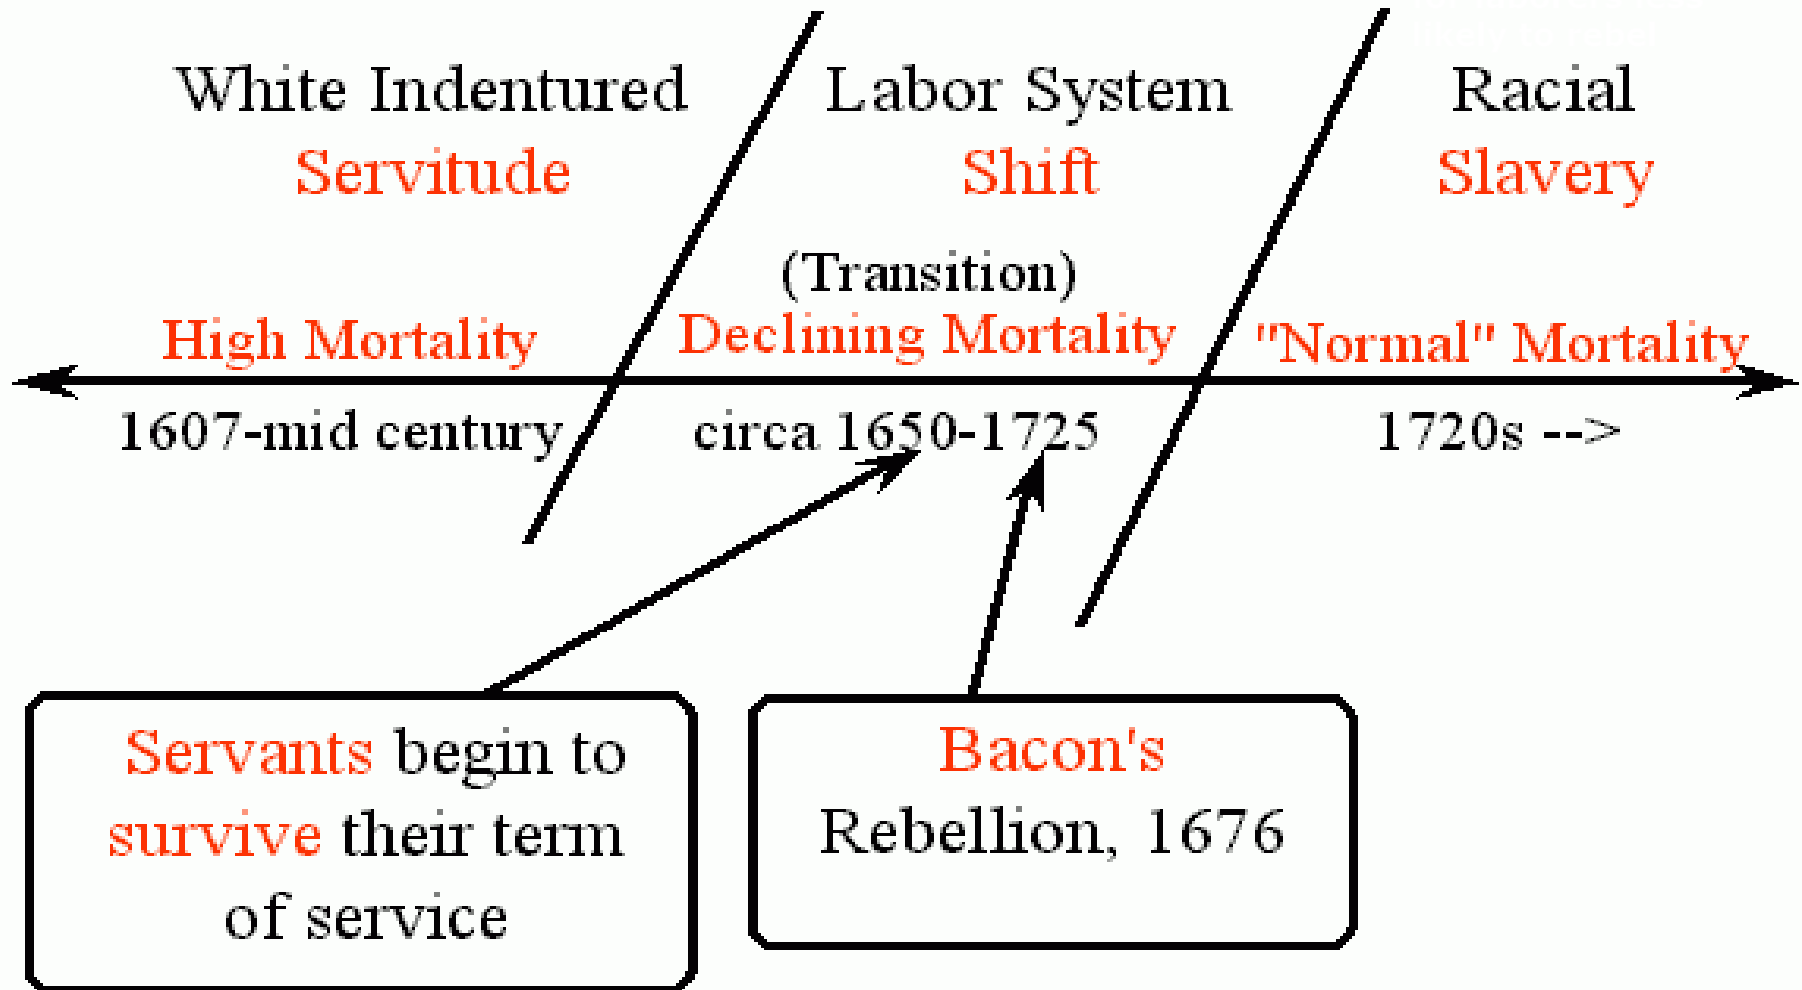 White Indentured
Servitude
Labor System
Shift
(Transition)
Racial
Slavery
High Mortality
Declining Mortality
"Normal" Mortality
1607-mid century
circa 1650-1725
1720s -->
Servants begin to
survive their term
of service
Bacon's
Rebellion, 1676